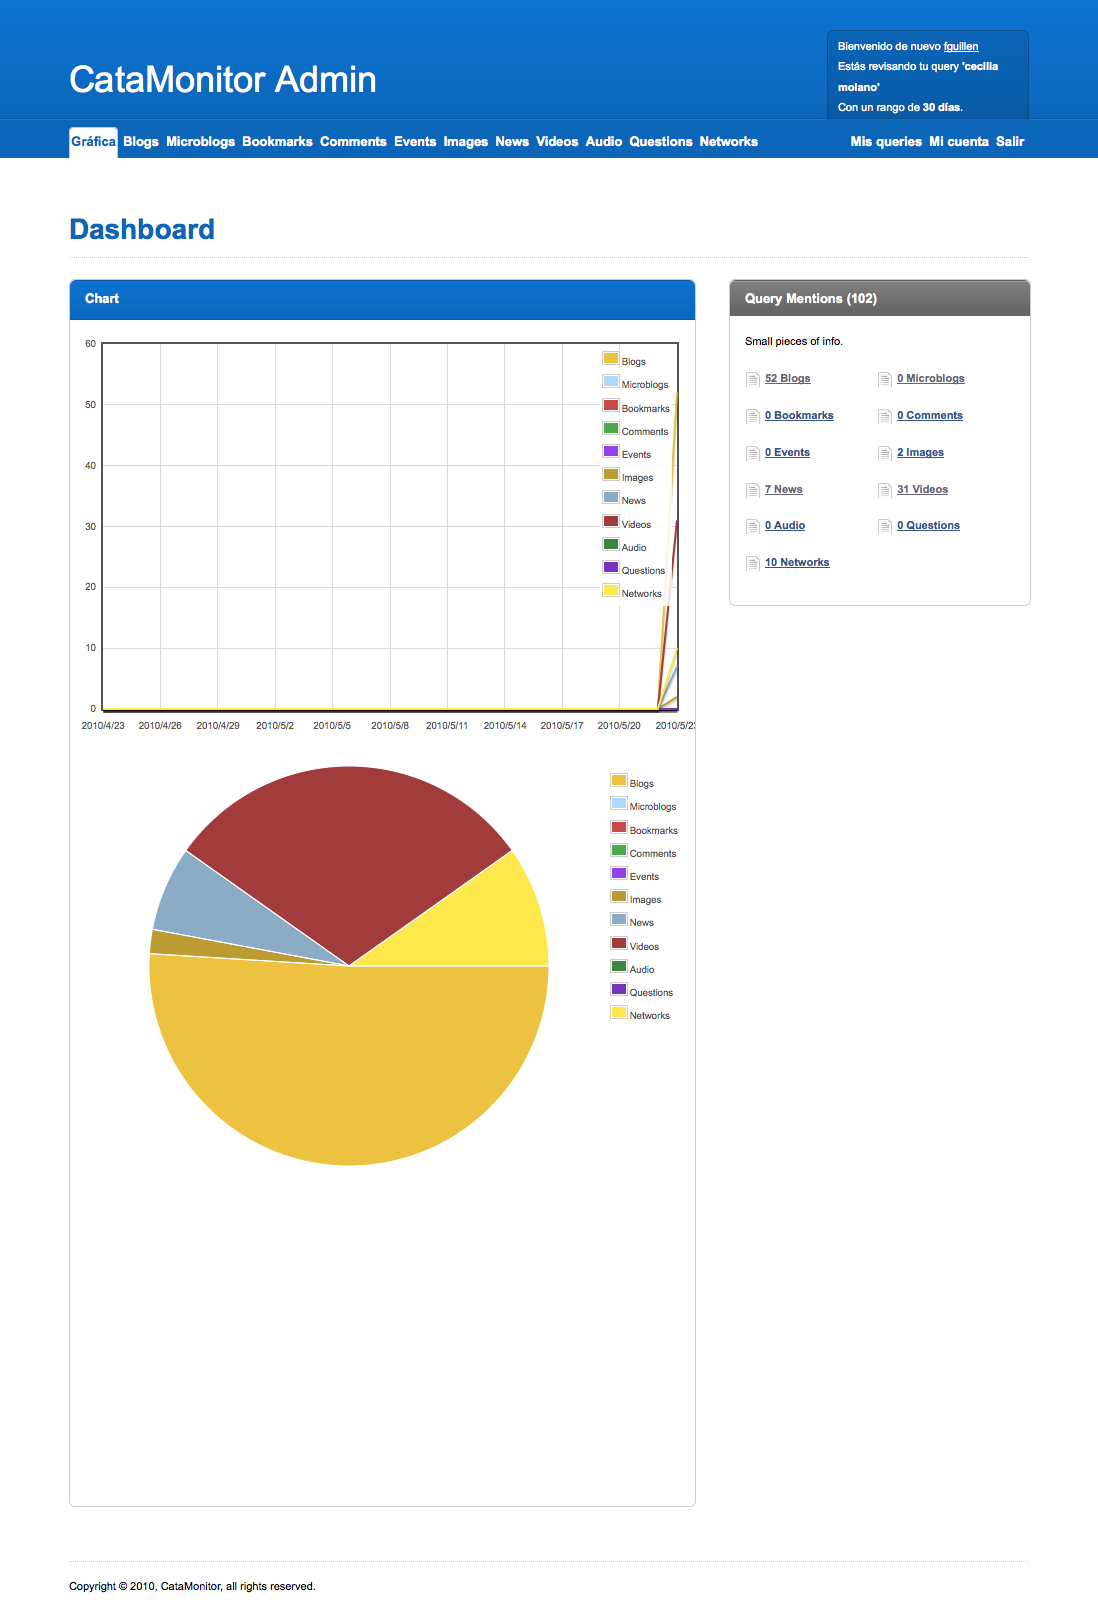 CataMonitor Admin
Bienvenido de nuevo fguillen
Estás revisando tu query "cecilia
molano"
Con un rango de 30 días.
Gráfica Blogs Microblogs Bookmarks Comments Events Images News Videos Audio Questions Networks
Mis queries Mi cuenta Salir
Dashboard
Chart
60
50
40
30
20
10
0
2010/4/23 2010/4/26 2010/4/29 2010/5/2 2010/5/5 2010/5/8 2010/5/11 2010/5/14 2010/5/17 2010/5/20 2010/5/23
Blogs
Microblogs
Bookmarks
Comments
Events
Images
News
Videos
Audio
Questions
Networks
Blogs
Microblogs
Bookmarks
Comments
Events
Images
News
Videos
Audio
Questions
Networks
Query Mentions (102)
Small pieces of info.
52 Blogs 0 Microblogs
0 Bookmarks 0 Comments
0 Events 2 Images
7 News 31 Videos
0 Audio 0 Questions
10 Networks
Copyright © 2010, CataMonitor, all rights reserved.